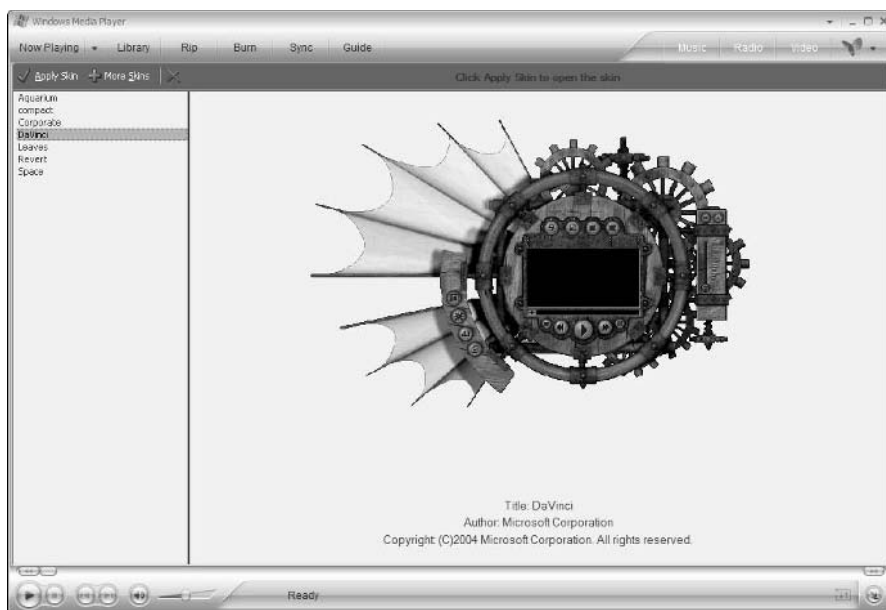 Windows Media Player
Now Playing Library Rip Burn Sync Guide Music Radio Video
Apply Skin More Skins Click Apply Skin to open the skin
Aquarium
compact
Corporate
DaVinci
Leaves
Revert
Space
Title: DaVinci
Author: Microsoft Corporation
Copyright: (C)2004 Microsoft Corporation. All rights reserved.
Ready